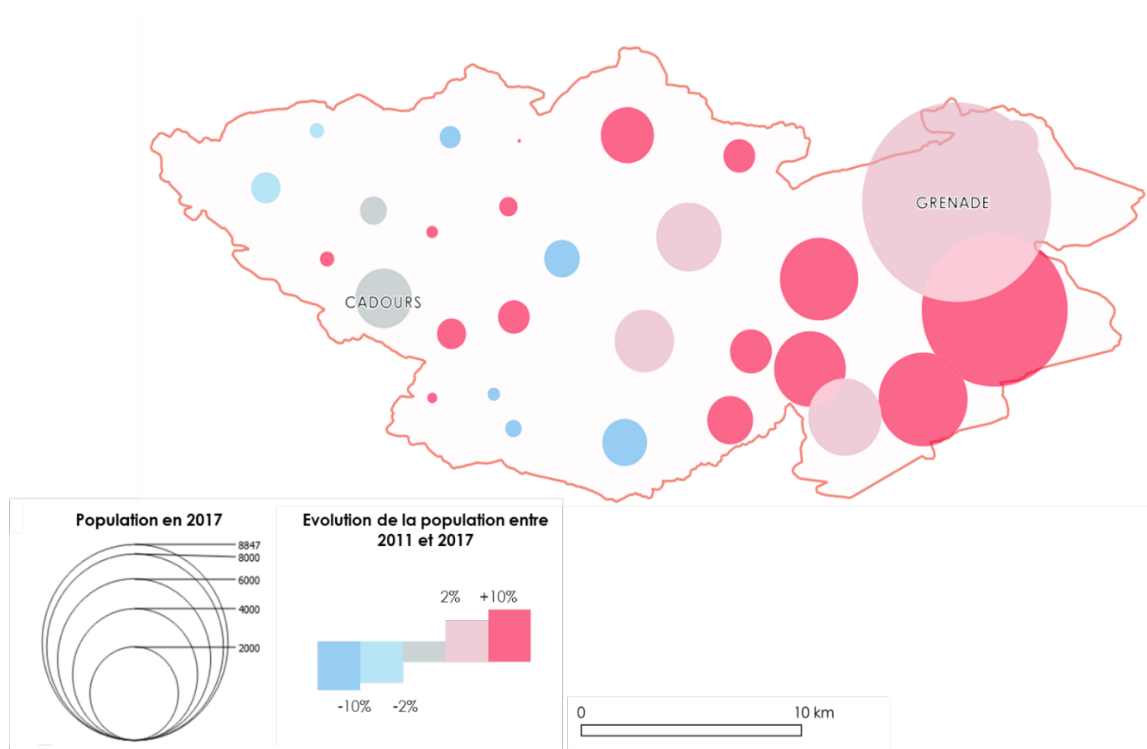 GRENADE
CADOURS
Population en 2017
8847
8000
6000
4000
2000
Evolution de la population entre
2011 et 2017
2% +10%
-10% -2%
0 10 km